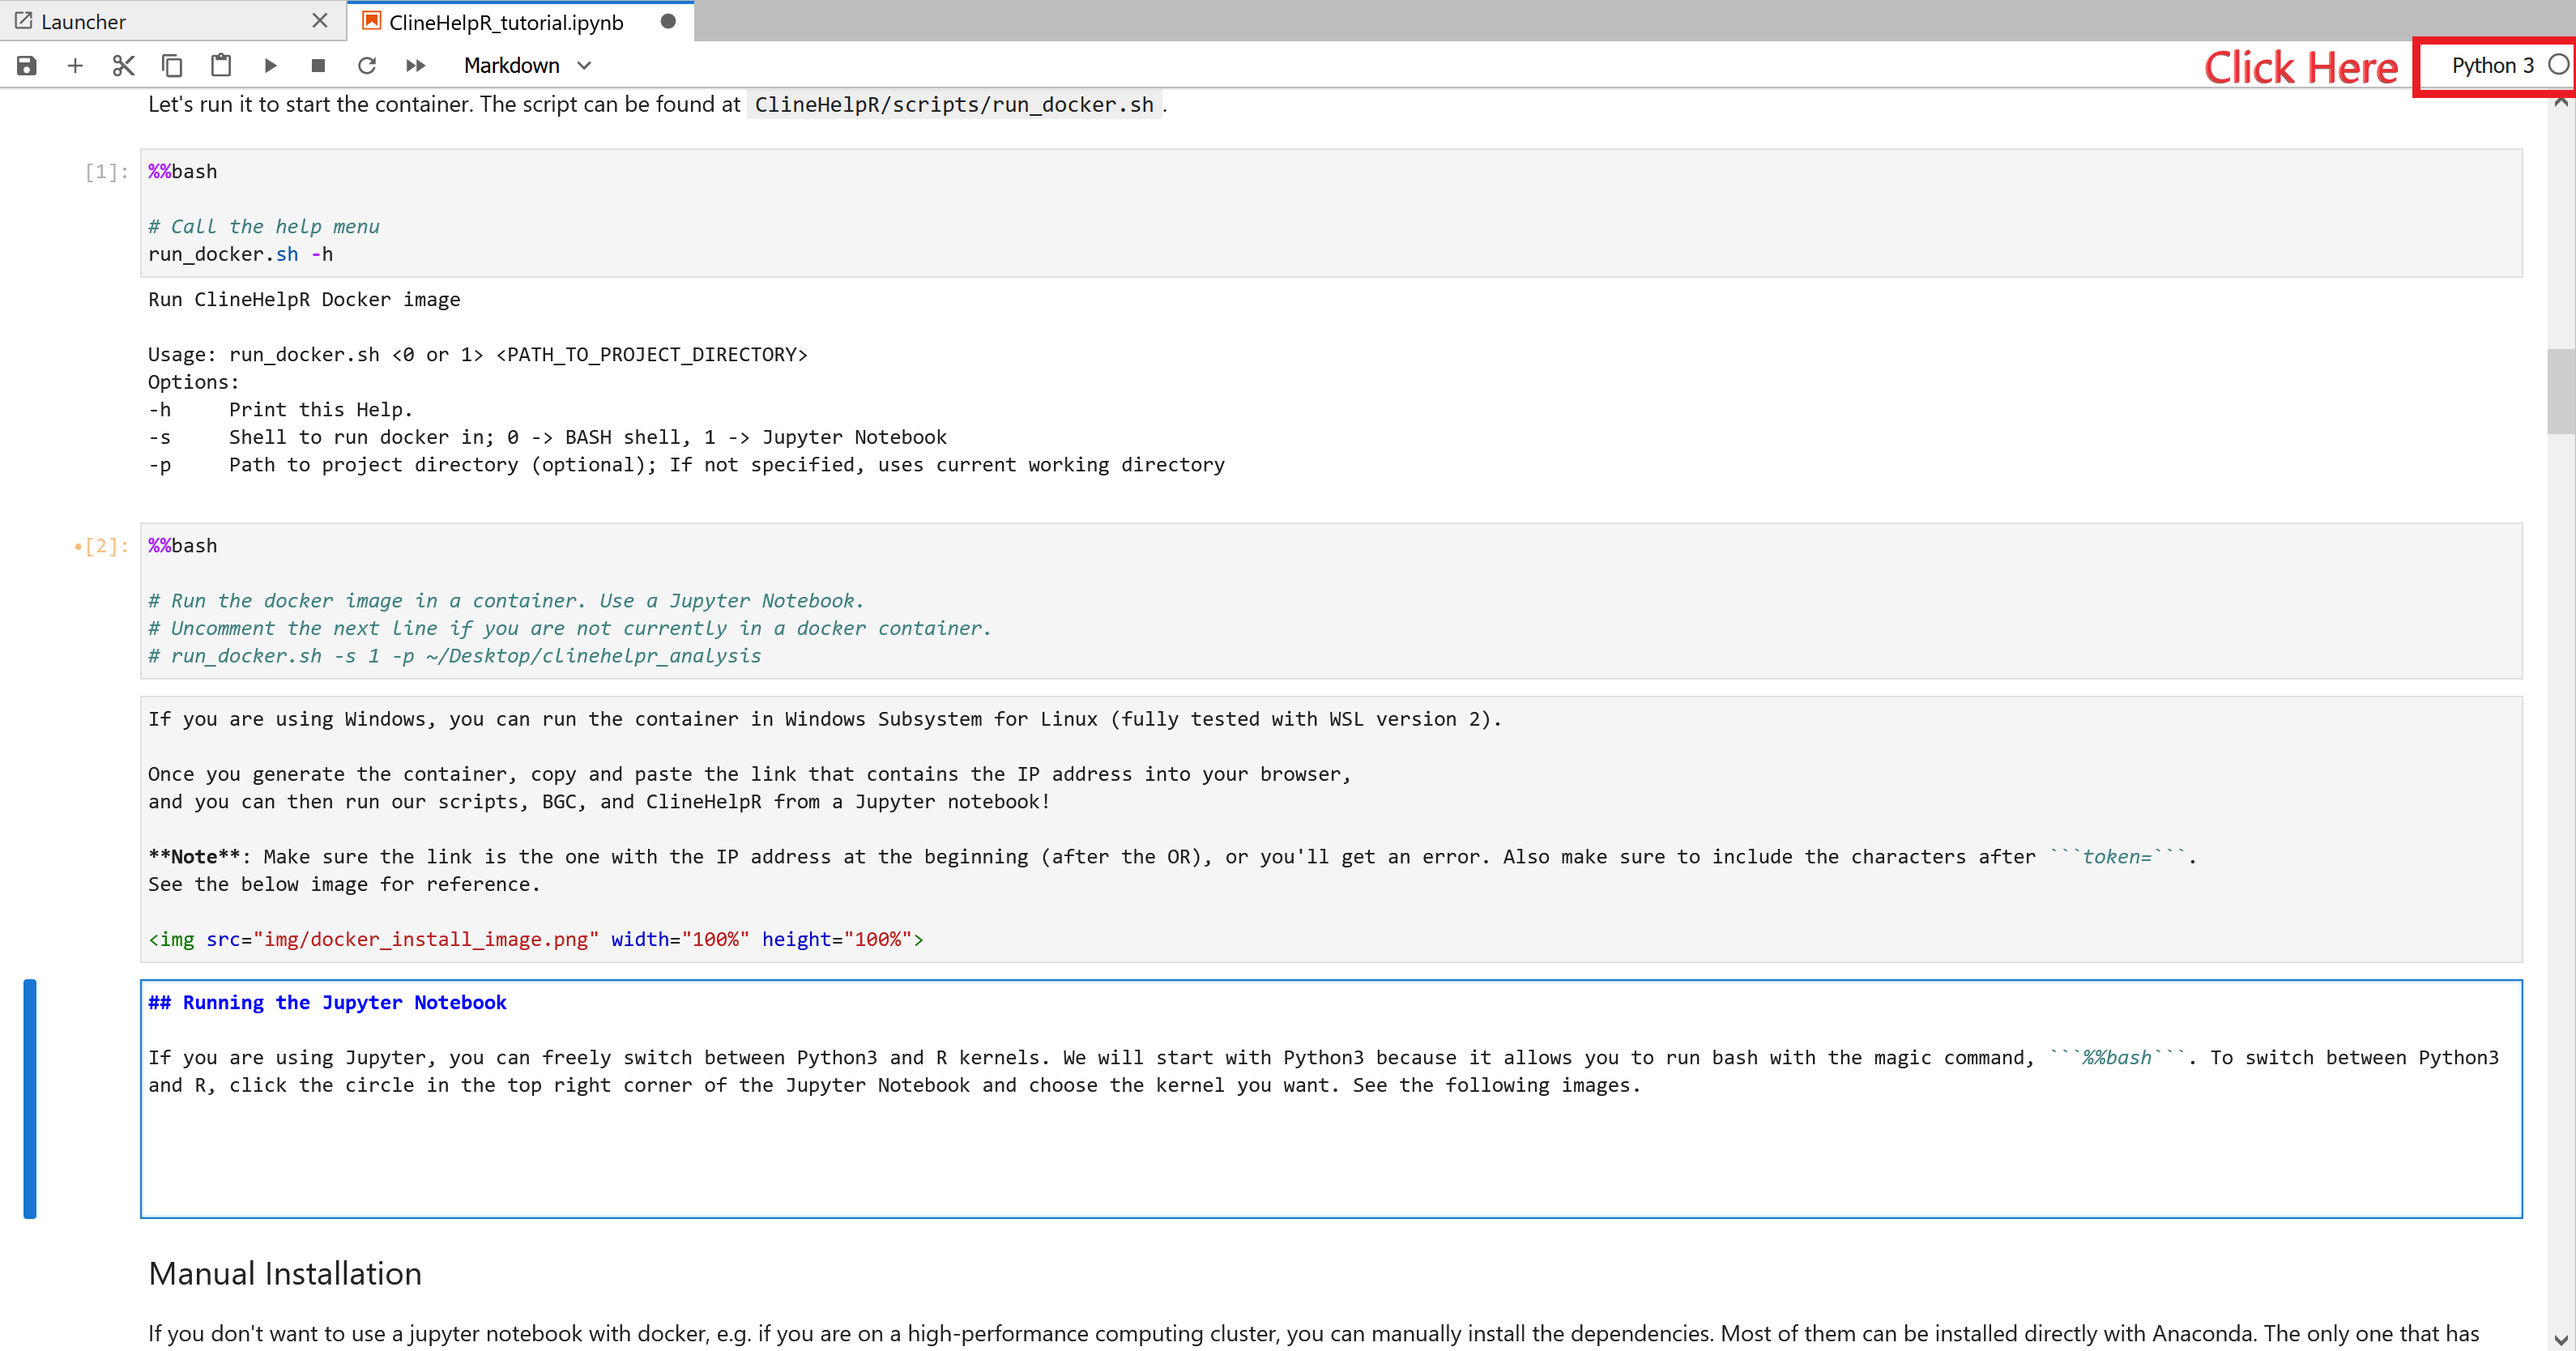 Launcher
ClineHelpR_tutorial.ipynb
Markdown
Click Here
Python 3
Let's run it to start the container. The script can be found at ClineHelpR/scripts/run_docker.sh .
[1]:
%%bash
# Call the help menu
run_docker.sh -h
Run ClineHelpR Docker image
Usage: run_docker.sh <0 or 1> <PATH_TO_PROJECT_DIRECTORY>
Options:
-h     Print this Help.
-s     Shell to run docker in; 0 -> BASH shell, 1 -> Jupyter Notebook
-p     Path to project directory (optional); If not specified, uses current working directory
•[2]:
%%bash
# Run the docker image in a container. Use a Jupyter Notebook.
# Uncomment the next line if you are not currently in a docker container.
# run_docker.sh -s 1 -p ~/Desktop/clinehelpr_analysis
If you are using Windows, you can run the container in Windows Subsystem for Linux (fully tested with WSL version 2).
Once you generate the container, copy and paste the link that contains the IP address into your browser,
and you can then run our scripts, BGC, and ClineHelpR from a Jupyter notebook!
**Note**: Make sure the link is the one with the IP address at the beginning (after the OR), or you'll get an error. Also make sure to include the characters after ```token=```.
See the below image for reference.
<img src="img/docker_install_image.png" width="100%" height="100%">
## Running the Jupyter Notebook
If you are using Jupyter, you can freely switch between Python3 and R kernels. We will start with Python3 because it allows you to run bash with the magic command, ```%%bash```. To switch between Python3
and R, click the circle in the top right corner of the Jupyter Notebook and choose the kernel you want. See the following images.
Manual Installation
If you don't want to use a jupyter notebook with docker, e.g. if you are on a high-performance computing cluster, you can manually install the dependencies. Most of them can be installed directly with Anaconda. The only one that has